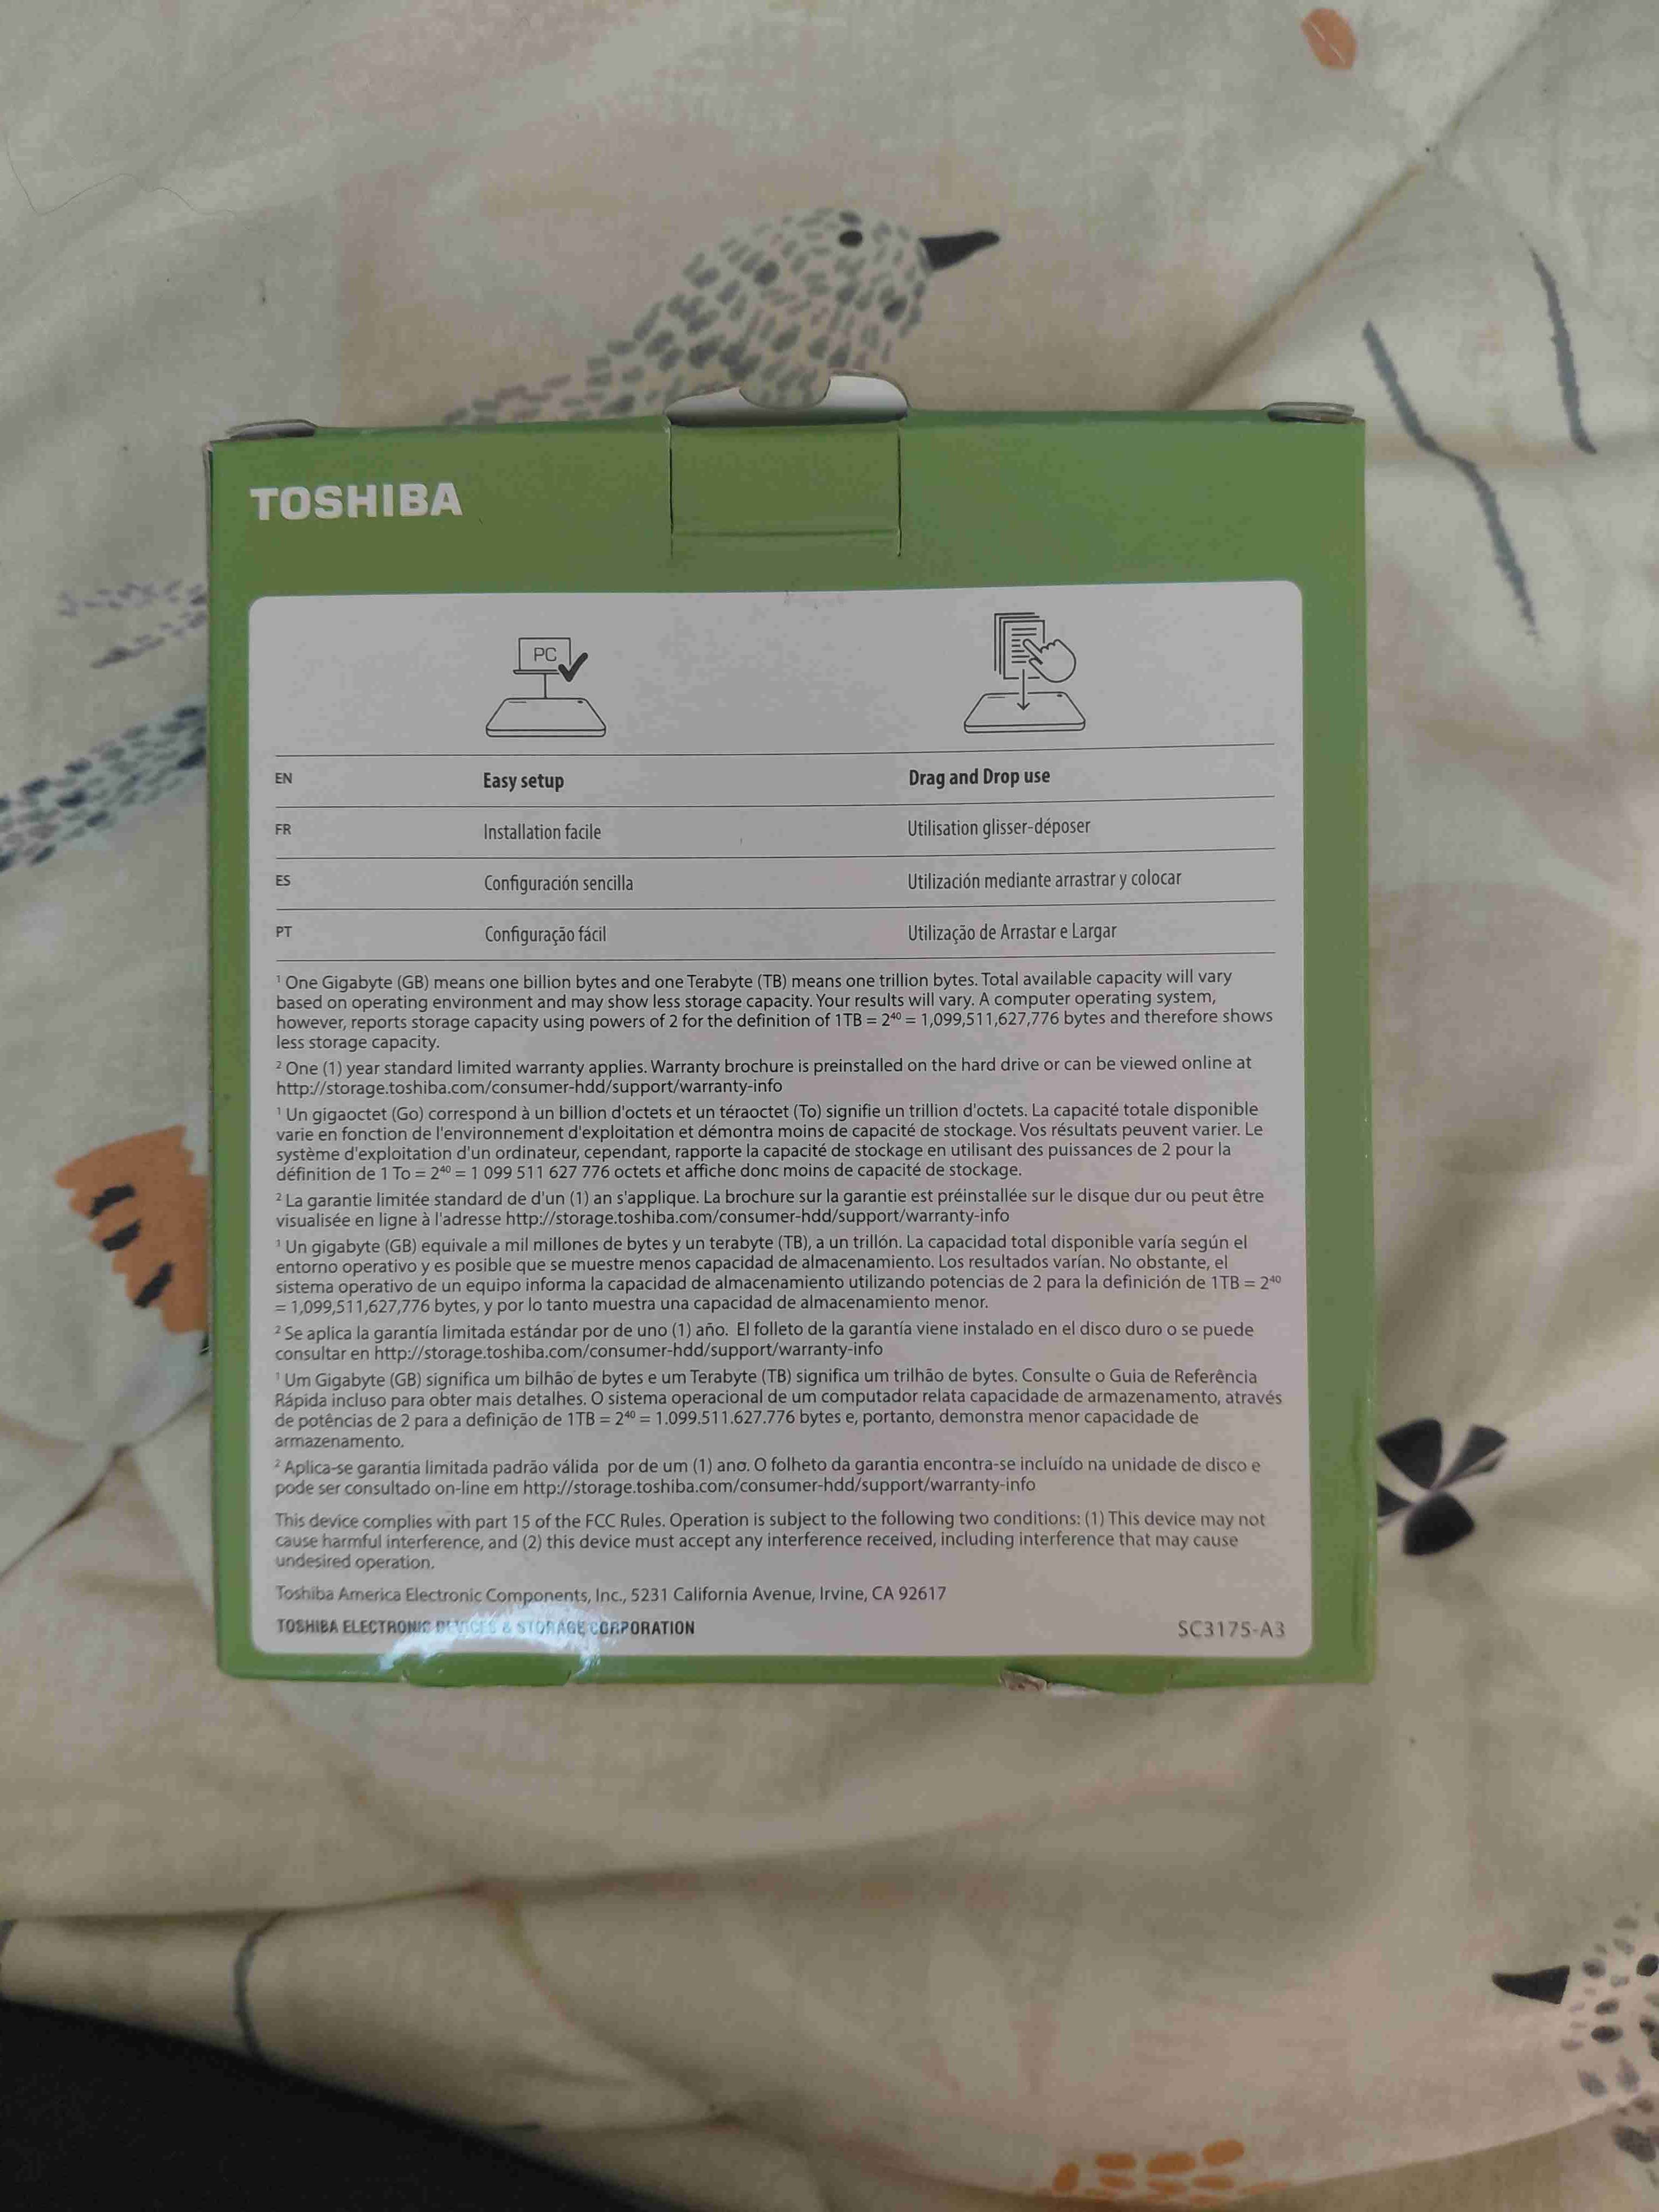 TOSHIBA
PC
EN Easy setup Drag and Drop use
FR Installation facile Utilisation glisser-déposer
ES Configuración sencilla Utilización mediante arrastrar y colocar
PT Configuração fácil Utilização de Arrastar e Largar
¹ One Gigabyte (GB) means one billion bytes and one Terabyte (TB) means one trillion bytes. Total available capacity will vary
based on operating environment and may show less storage capacity. Your results will vary. A computer operating system,
however, reports storage capacity using powers of 2 for the definition of 1TB = 2⁴⁰ = 1,099,511,627,776 bytes and therefore shows
less storage capacity.
² One (1) year standard limited warranty applies. Warranty brochure is preinstalled on the hard drive or can be viewed online at
http://storage.toshiba.com/consumer-hdd/support/warranty-info
¹ Un gigaoctet (Go) correspond à un billion d'octets et un téraoctet (To) signifie un trillion d'octets. La capacité totale disponible
varie en fonction de l'environnement d'exploitation et démontra moins de capacité de stockage. Vos résultats peuvent varier. Le
système d'exploitation d'un ordinateur, cependant, rapporte la capacité de stockage en utilisant des puissances de 2 pour la
définition de 1 To = 2⁴⁰ = 1 099 511 627 776 octets et affiche donc moins de capacité de stockage.
² La garantie limitée standard de d'un (1) an s'applique. La brochure sur la garantie est préinstallée sur le disque dur ou peut être
visualisée en ligne à l'adresse http://storage.toshiba.com/consumer-hdd/support/warranty-info
¹ Un gigabyte (GB) equivale a mil millones de bytes y un terabyte (TB), a un trillón. La capacidad total disponible varía según el
entorno operativo y es posible que se muestre menos capacidad de almacenamiento. Los resultados varían. No obstante, el
sistema operativo de un equipo informa la capacidad de almacenamiento utilizando potencias de 2 para la definición de 1TB = 2⁴⁰
= 1,099,511,627,776 bytes, y por lo tanto muestra una capacidad de almacenamiento menor.
² Se aplica la garantía limitada estándar por de uno (1) año. El folleto de la garantía viene instalado en el disco duro o se puede
consultar en http://storage.toshiba.com/consumer-hdd/support/warranty-info
¹ Um Gigabyte (GB) significa um bilhão de bytes e um Terabyte (TB) significa um trilhão de bytes. Consulte o Guia de Referência
Rápida incluso para obter mais detalhes. O sistema operacional de um computador relata capacidade de armazenamento, através
de potências de 2 para a definição de 1TB = 2⁴⁰ = 1.099.511.627.776 bytes e, portanto, demonstra menor capacidade de
armazenamento.
² Aplica-se garantia limitada padrão válida por de um (1) ano. O folheto da garantia encontra-se incluído na unidade de disco e
pode ser consultado on-line em http://storage.toshiba.com/consumer-hdd/support/warranty-info
This device complies with part 15 of the FCC Rules. Operation is subject to the following two conditions: (1) This device may not
cause harmful interference, and (2) this device must accept any interference received, including interference that may cause
undesired operation.
Toshiba America Electronic Components, Inc., 5231 California Avenue, Irvine, CA 92617
TOSHIBA ELECTRONIC DEVICES & STORAGE CORPORATION SC3175-A3